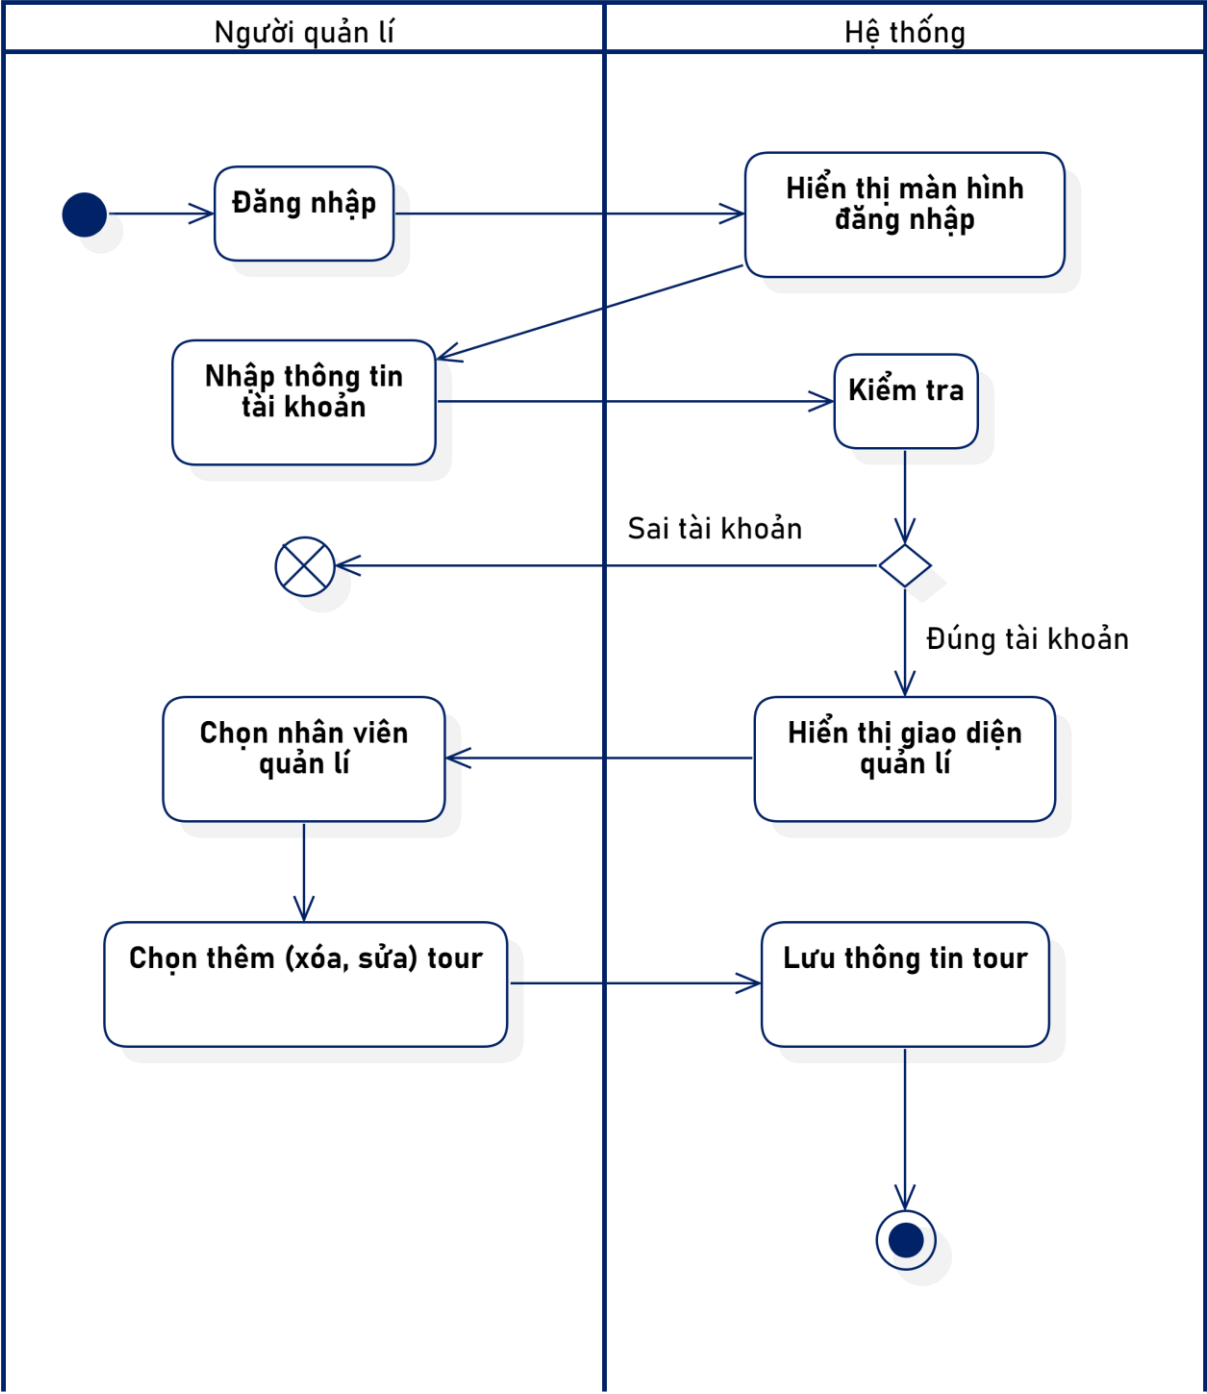 Người quản lí
Hệ thống
Đăng nhập
Hiển thị màn hình
đăng nhập
Nhập thông tin
tài khoản
Kiểm tra
Sai tài khoản
Đúng tài khoản
Chọn nhân viên
quản lí
Hiển thị giao diện
quản lí
Chọn thêm (xóa, sửa) tour
Lưu thông tin tour